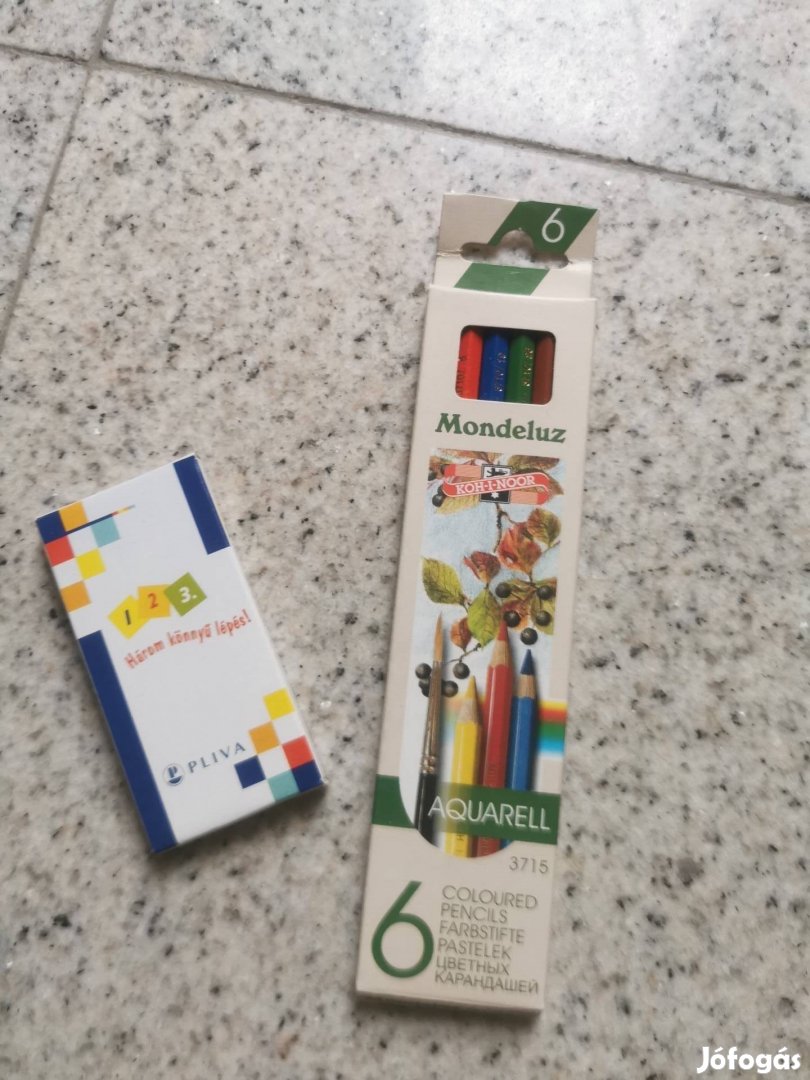 6
Mondeluz
KOH-I-NOOR
AQUARELL
3715
6
COLOURED
PENCILS
FARBSTIFTE
PASTELEK
ЦВЕТНЫХ
КАРАНДАШЕЙ
1 2 3.
Három könnyű lépés!
PLIVA
Jófogás